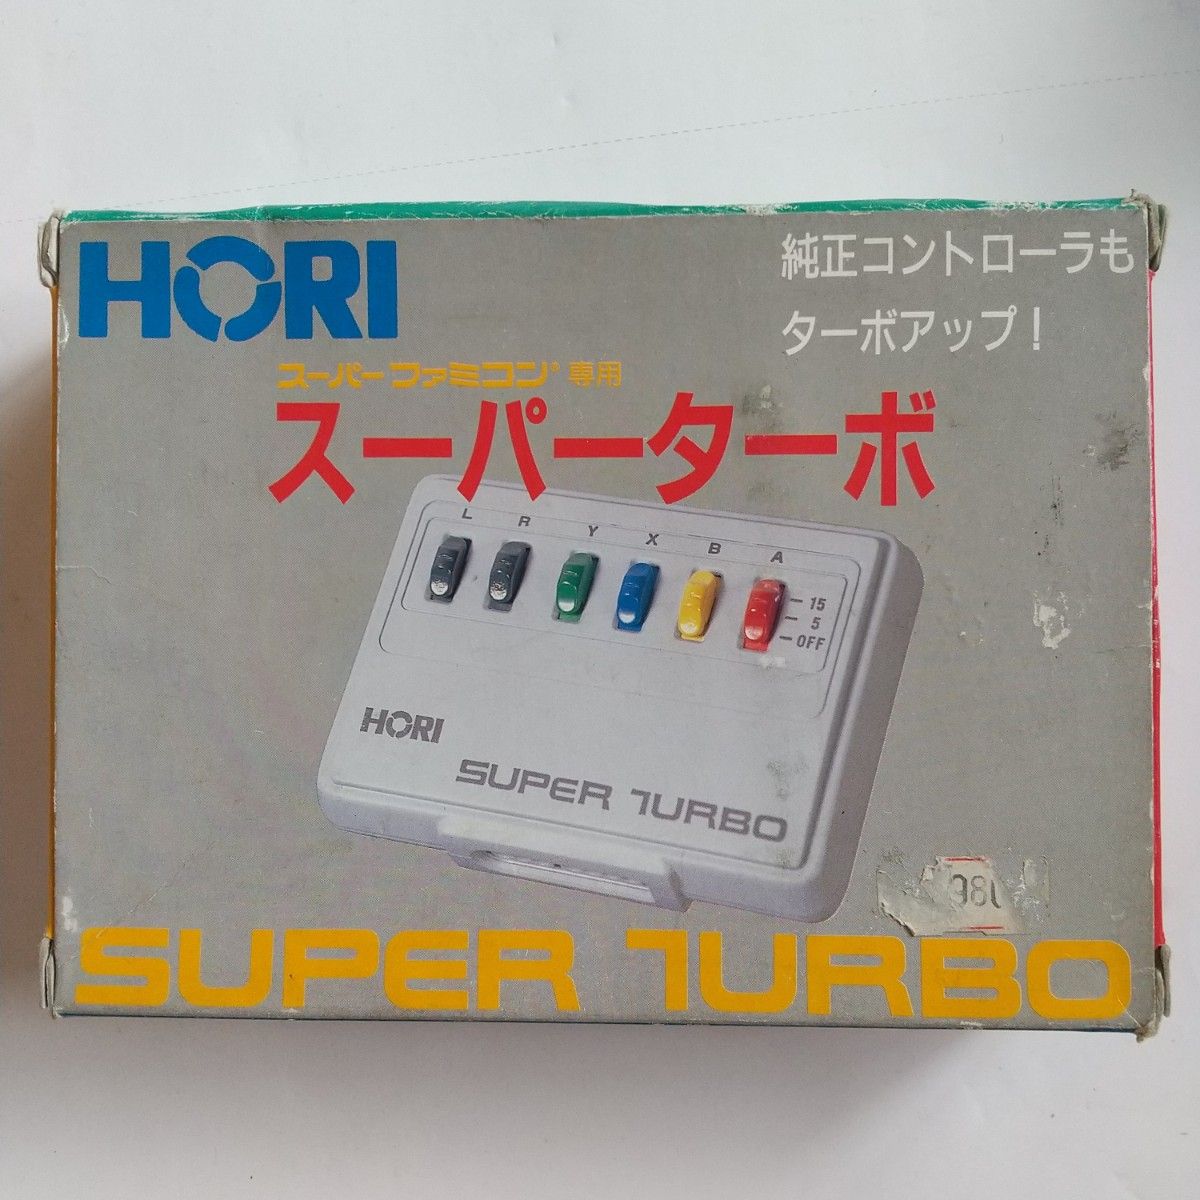 HORI
純正コントローラも
ターボアップ！
スーパーファミコン® 専用
スーパーターボ
L R Y X B A
15
5
OFF
HORI
SUPER TURBO
SUPER TURBO